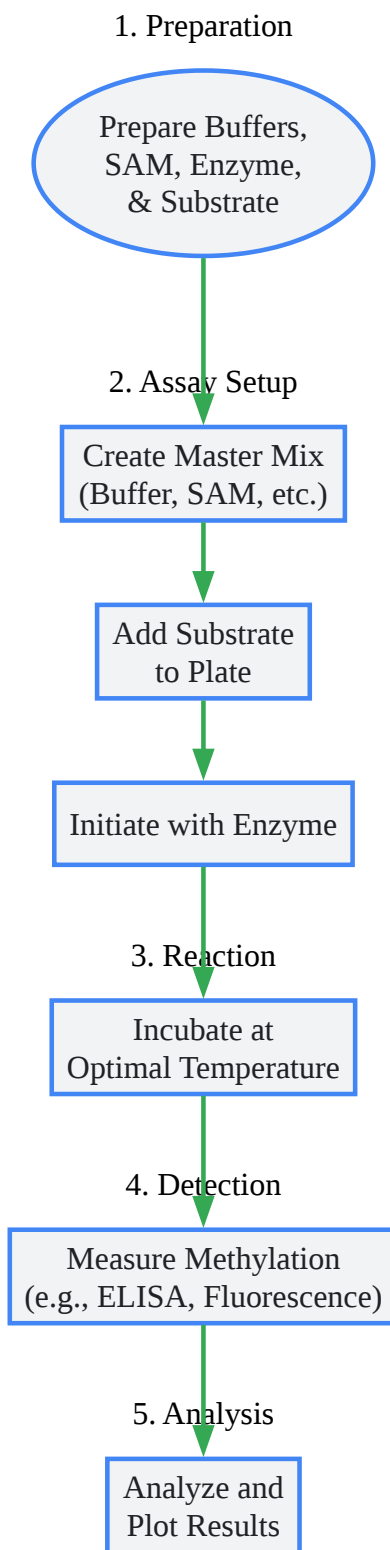 1. Preparation
Prepare Buffers,
SAM, Enzyme,
& Substrate
2. Assay Setup
Create Master Mix
(Buffer, SAM, etc.)
Add Substrate
to Plate
Initiate with Enzyme
3. Reaction
Incubate at
Optimal Temperature
4. Detection
Measure Methylation
(e.g., ELISA, Fluorescence)
5. Analysis
Analyze and
Plot Results